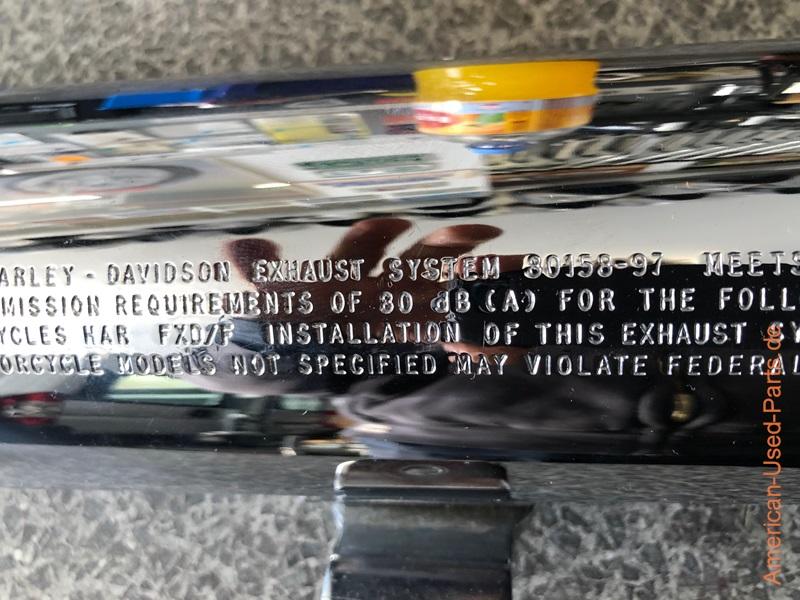 ARLEY-DAVIDSON EXHAUST SYSTEM 80158-97 MEETS
MISSION REQUIREMENTS OF 80 dB (A) FOR THE FOLL
YCLES HAR FXD/F INSTALLATION OF THIS EXHAUST SY
ORCYCLE MODELS NOT SPECIFIED MAY VIOLATE FEDERAL
American-Used-Parts.de